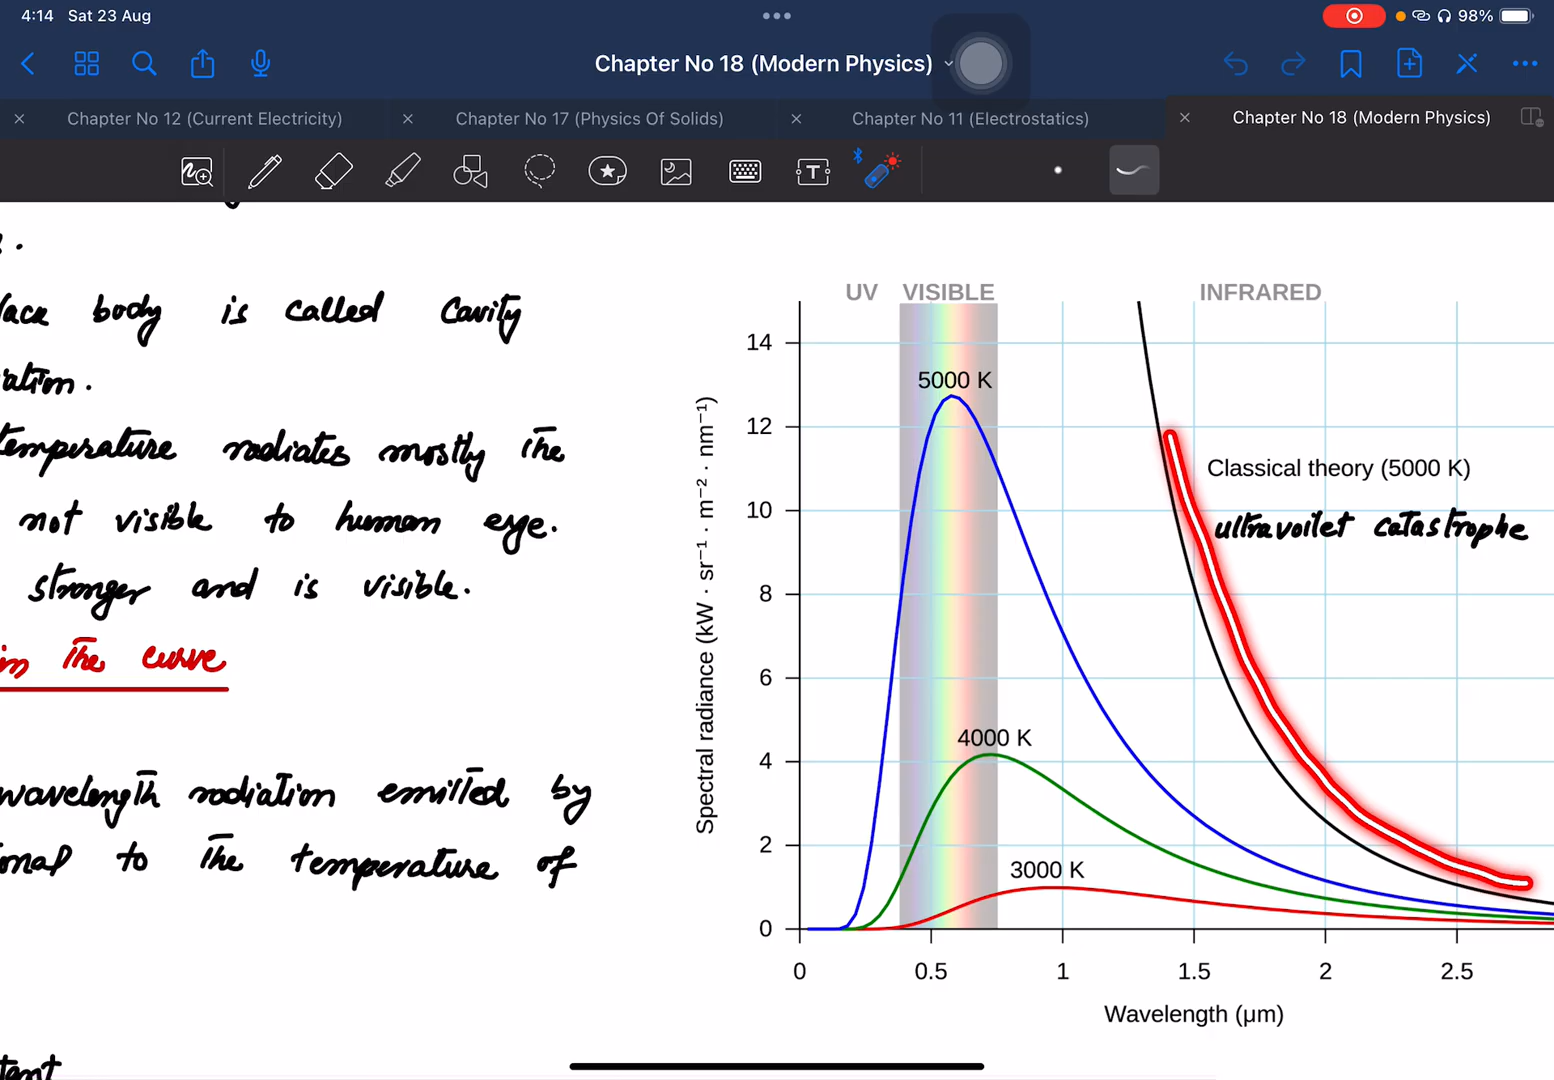 4:14 Sat 23 Aug
98%
Chapter No 18 (Modern Physics)
Chapter No 12 (Current Electricity)
Chapter No 17 (Physics Of Solids)
Chapter No 11 (Electrostatics)
Chapter No 18 (Modern Physics)
body is called Cavity
temperature radiates mostly the
not visible to human eye.
stronger and is visible.
in the curve
wavelength radiation emitted by
to the temperature of
UV VISIBLE INFRARED
14
12
10
8
6
4
2
0
Spectral radiance (kW · sr⁻¹ · m⁻² · nm⁻¹)
5000 K
4000 K
3000 K
Classical theory (5000 K)
ultravoilet catastrophe
0 0.5 1 1.5 2 2.5
Wavelength (μm)